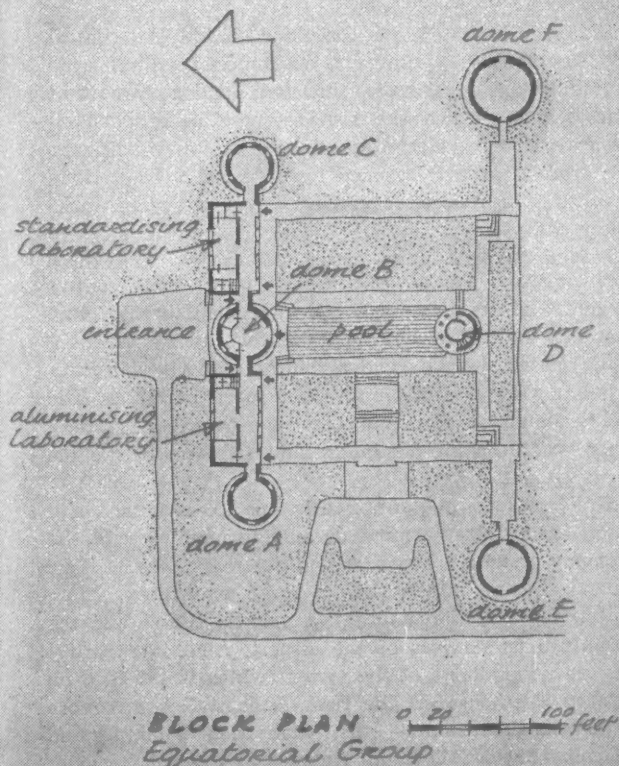 dome F
dome C
standardising
laboratory
dome B
entrance
pool
dome
D
aluminising
laboratory
dome A
dome E
BLOCK PLAN
0 20 100 feet
Equatorial Group